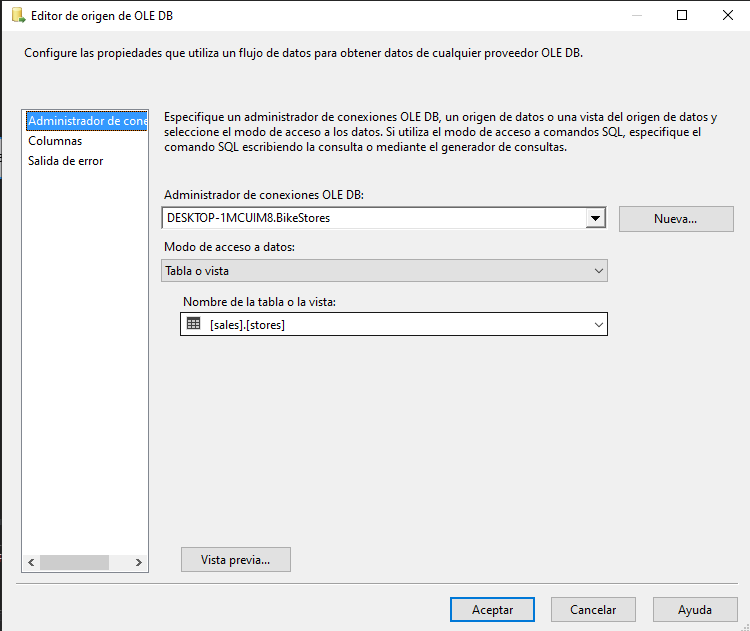 Editor de origen de OLE DB
Configure las propiedades que utiliza un flujo de datos para obtener datos de cualquier proveedor OLE DB.
Administrador de cone
Columnas
Salida de error
Especifique un administrador de conexiones OLE DB, un origen de datos o una vista del origen de datos y
seleccione el modo de acceso a los datos. Si utiliza el modo de acceso a comandos SQL, especifique el
comando SQL escribiendo la consulta o mediante el generador de consultas.
Administrador de conexiones OLE DB:
DESKTOP-1MCUIM8.BikeStores
Nueva...
Modo de acceso a datos:
Tabla o vista
Nombre de la tabla o la vista:
[sales].[stores]
Vista previa...
Aceptar
Cancelar
Ayuda